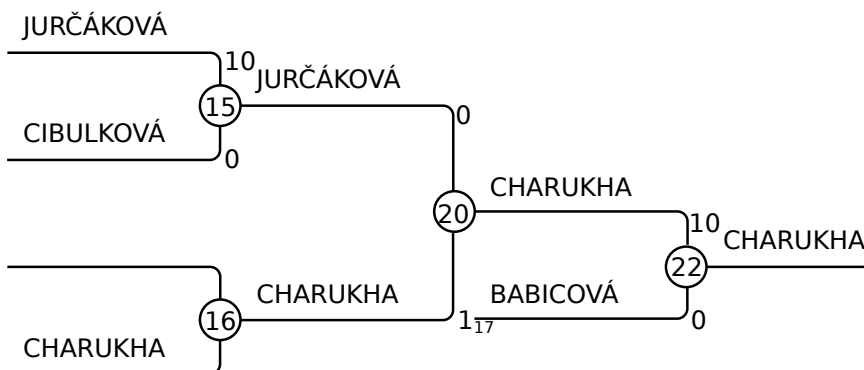 JURČÁKOVÁ
10
JURČÁKOVÁ
15
0
CIBULKOVÁ
0
CHARUKHA
20
10
CHARUKHA
22
CHARUKHA
BABICOVÁ
16
1
17
0
CHARUKHA